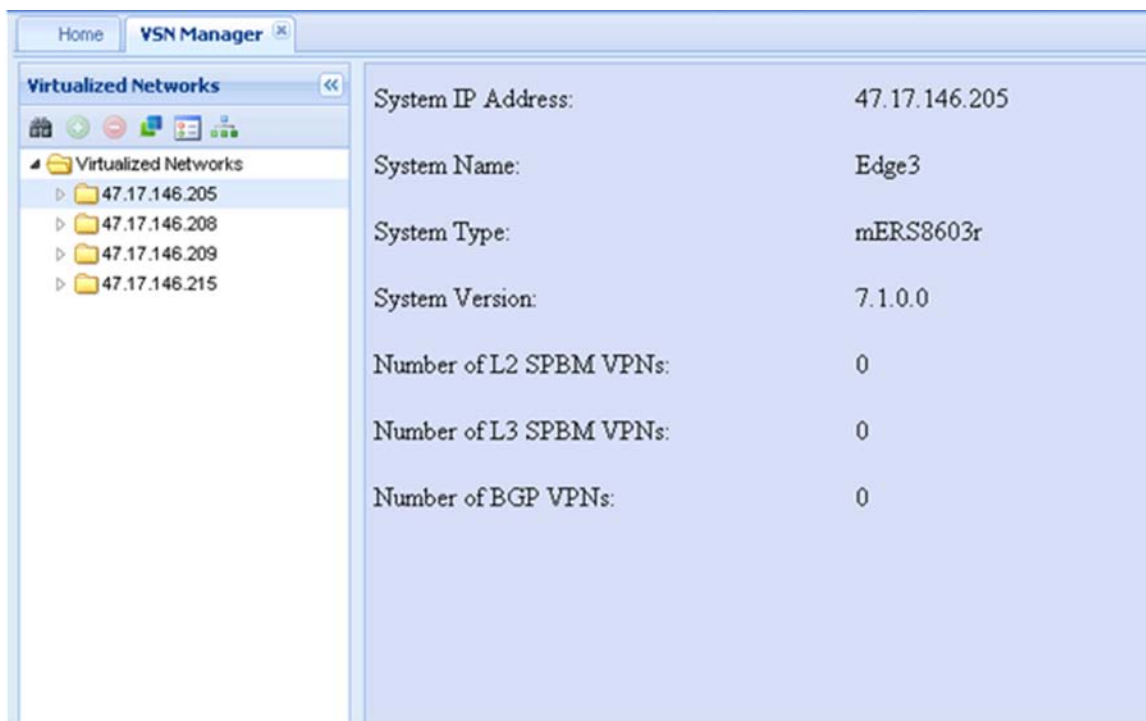 Home
VSN Manager
Virtualized Networks
Virtualized Networks
47.17.146.205
47.17.146.208
47.17.146.209
47.17.146.215
System IP Address: 47.17.146.205
System Name: Edge3
System Type: mERS8603r
System Version: 7.1.0.0
Number of L2 SPBM VPNs: 0
Number of L3 SPBM VPNs: 0
Number of BGP VPNs: 0